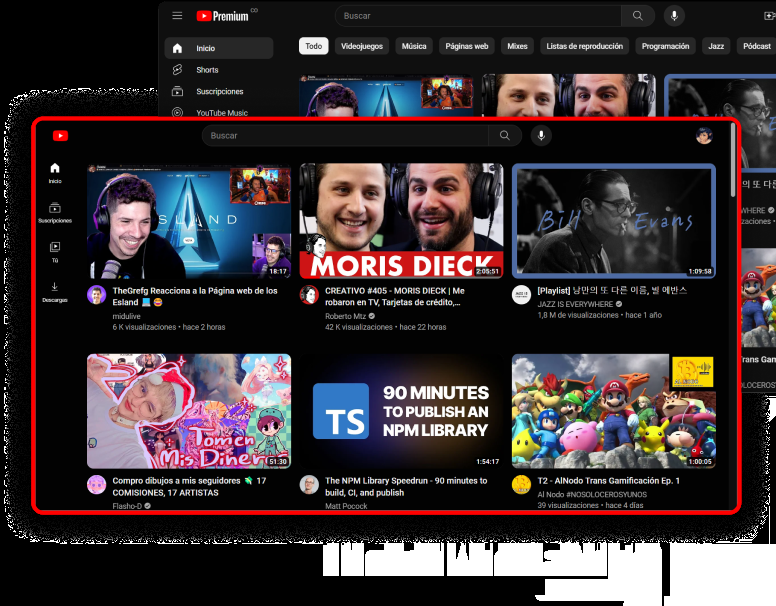 Premium CO
Buscar
Inicio
Todo
Videojuegos
Música
Páginas web
Mixes
Listas de reproducción
Programación
Jazz
Pódcast
Shorts
Suscripciones
YouTube Music
Buscar
Inicio
Suscripciones
Tú
Descargas
SLAND
18:17
TheGrefg Reacciona a la Página web de los
Esland
midulive
6 K visualizaciones • hace 2 horas
MORIS DIECK
2:05:51
CREATIVO #405 - MORIS DIECK | Me
robaron en TV, Tarjetas de crédito,...
Roberto Mtz
42 K visualizaciones • hace 22 horas
Bill Evans
1:09:58
[Playlist] 낭만의 또 다른 이름, 빌 에반스
JAZZ IS EVERYWHERE
1,8 M de visualizaciones • hace 1 año
Tomen
Mis Dinero
51:30
Compro dibujos a mis seguidores 💸 17
COMISIONES, 17 ARTISTAS
Flasho-D
TS
90 MINUTES
TO PUBLISH AN
NPM LIBRARY
1:54:17
The NPM Library Speedrun - 90 minutes to
build, CI, and publish
Matt Pocock
1:00:05
T2 - AlNodo Trans Gamificación Ep. 1
Al Nodo #NOSOLOCEROSYUNOS
39 visualizaciones • hace 4 días